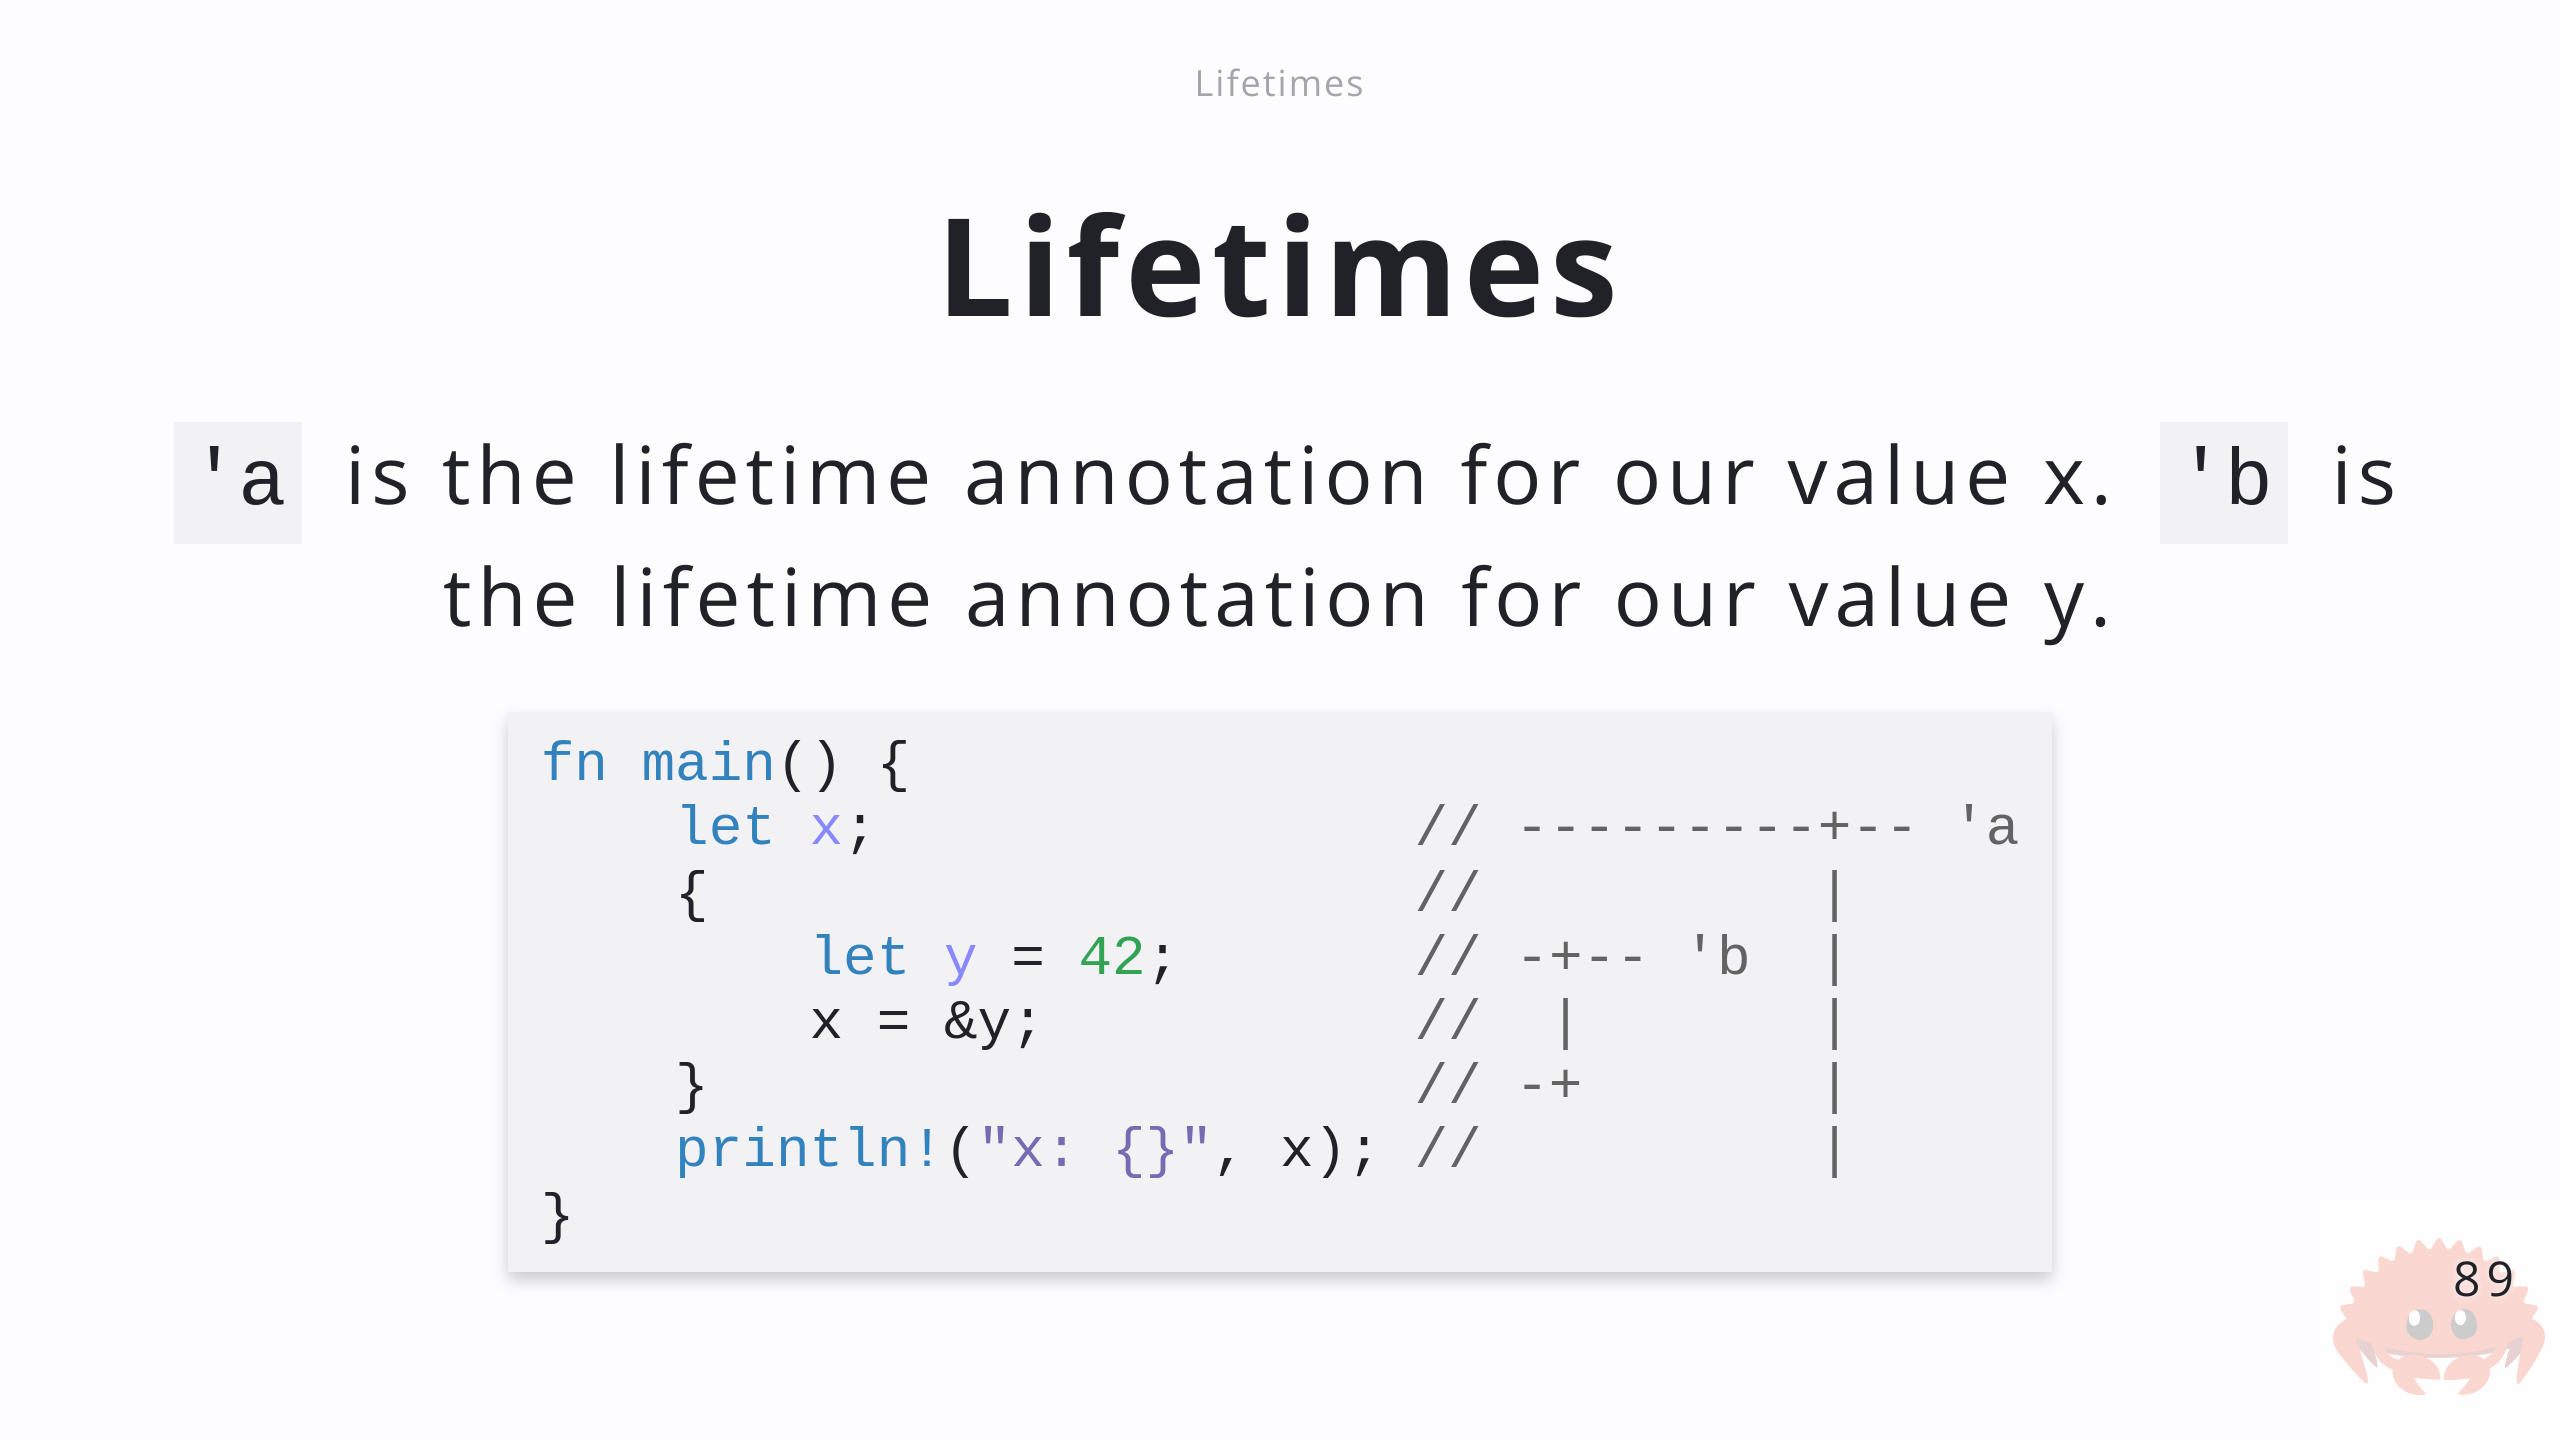 Lifetimes
Lifetimes
'a is the lifetime annotation for our value x. 'b is
the lifetime annotation for our value y.
fn main() {
    let x;                // ---------+-- 'a
    {                     //          |
        let y = 42;       // -+-- 'b  |
        x = &y;           //  |       |
    }                     // -+       |
    println!("x: {}", x); //          |
}
89